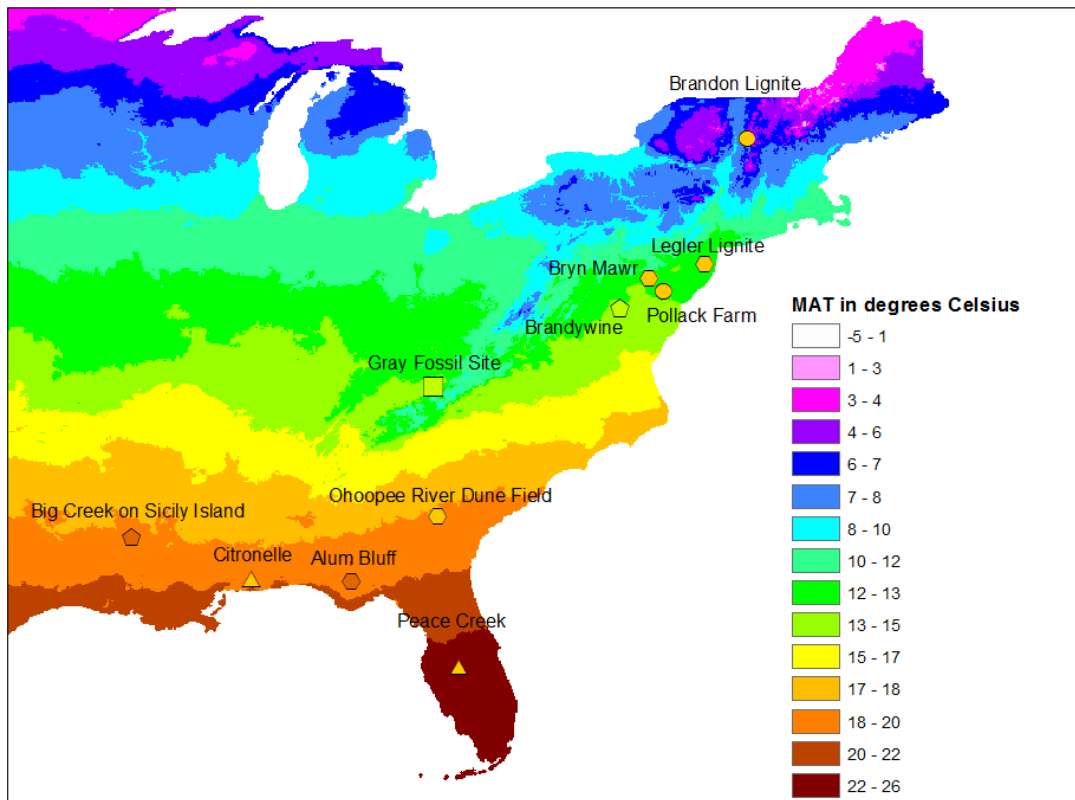 Brandon Lignite
Legler Lignite
Bryn Mawr
Pollack Farm
Brandywine
Gray Fossil Site
Ohoopee River Dune Field
Big Creek on Sicily Island
Citronelle
Alum Bluff
Peace Creek
MAT in degrees Celsius
-5 - 1
1 - 3
3 - 4
4 - 6
6 - 7
7 - 8
8 - 10
10 - 12
12 - 13
13 - 15
15 - 17
17 - 18
18 - 20
20 - 22
22 - 26